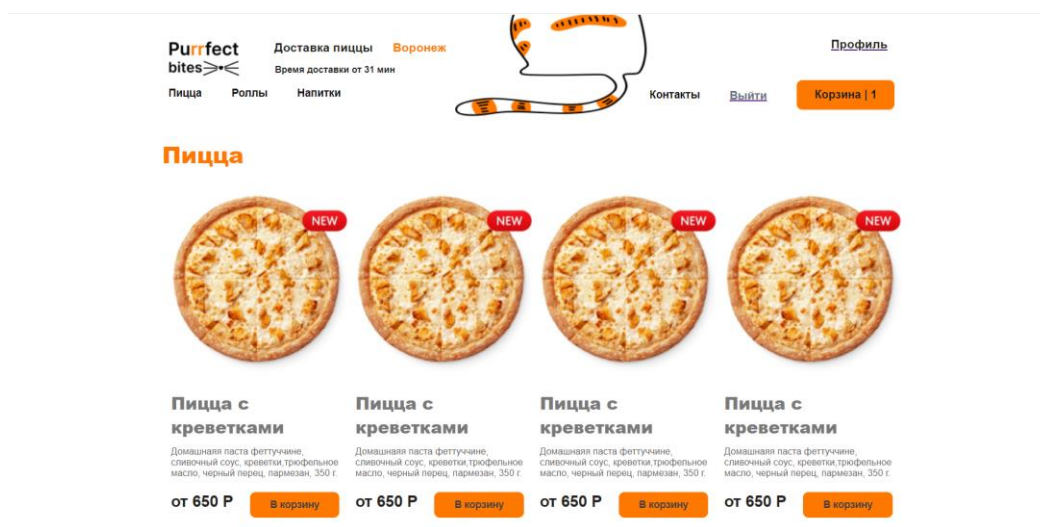 Purrfect
bites
Доставка пиццы Воронеж
Время доставки от 31 мин
Профиль
Пицца Роллы Напитки
Контакты Выйти Корзина | 1
Пицца
NEW NEW NEW NEW
Пицца с
креветками
Домашняяя паста феттуччине,
сливочный соус, креветки,трюфельное
масло, черный перец, пармезан, 350 г.
от 650 Р В корзину
Пицца с
креветками
Домашняяя паста феттуччине,
сливочный соус, креветки,трюфельное
масло, черный перец, пармезан, 350 г.
от 650 Р В корзину
Пицца с
креветками
Домашняяя паста феттуччине,
сливочный соус, креветки,трюфельное
масло, черный перец, пармезан, 350 г.
от 650 Р В корзину
Пицца с
креветками
Домашняяя паста феттуччине,
сливочный соус, креветки,трюфельное
масло, черный перец, пармезан, 350 г.
от 650 Р В корзину